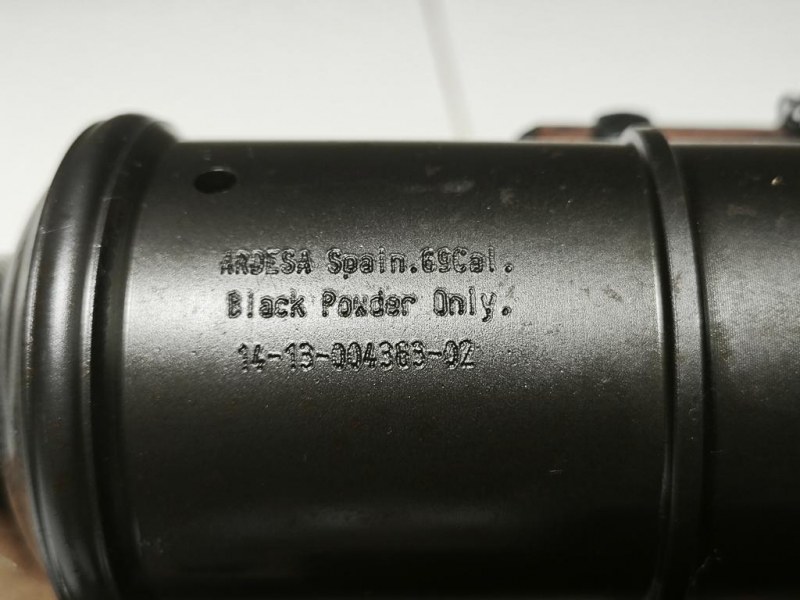 ARDESA Spain.69Cal.
Black Powder Only.
14-13-004363-02